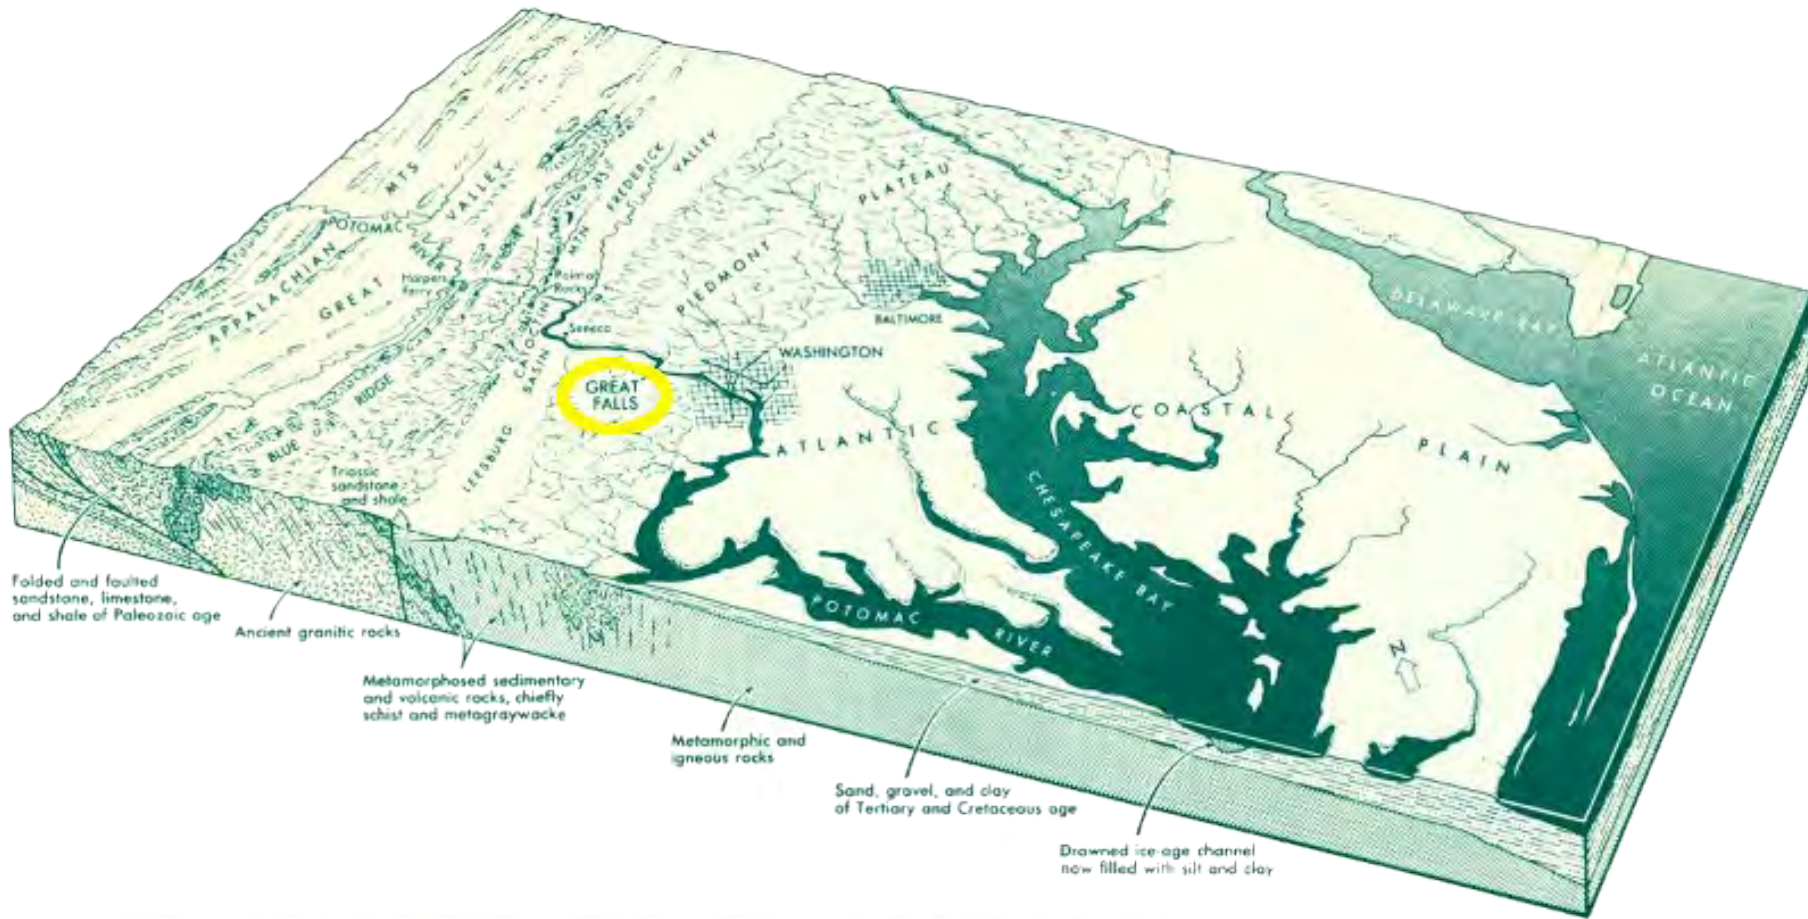 APPALACHIAN
MTS
GREAT
VALLEY
POTOMAC
RIVER
Harpers
Ferry
BLUE
RIDGE
CATOCTIN
MTN
Point of
Rocks
FREDERICK
VALLEY
LEESBURG
BASIN
Seneca
GREAT
FALLS
PIEDMONT
PLATEAU
WASHINGTON
BALTIMORE
ATLANTIC
COASTAL
PLAIN
CHESAPEAKE BAY
POTOMAC
RIVER
DELAWARE BAY
ATLANTIC
OCEAN
N
Triassic
sandstone
and shale
Folded and faulted
sandstone, limestone,
and shale of Paleozoic age
Ancient granitic rocks
Metamorphosed sedimentary
and volcanic rocks, chiefly
schist and metagraywacke
Metamorphic and
igneous rocks
Sand, gravel, and clay
of Tertiary and Cretaceous age
Drowned ice-age channel
now filled with silt and clay